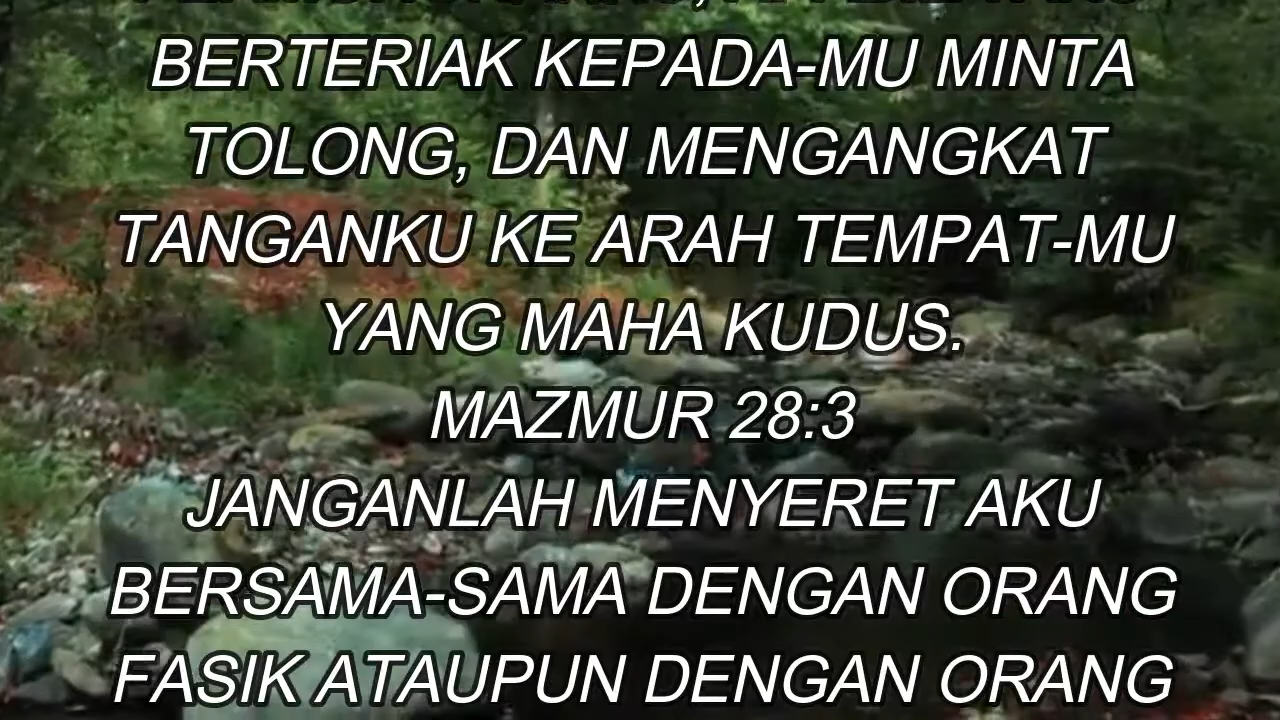 BERTERIAK KEPADA-MU MINTA
TOLONG, DAN MENGANGKAT
TANGANKU KE ARAH TEMPAT-MU
YANG MAHA KUDUS.
MAZMUR 28:3
JANGANLAH MENYERET AKU
BERSAMA-SAMA DENGAN ORANG
FASIK ATAUPUN DENGAN ORANG